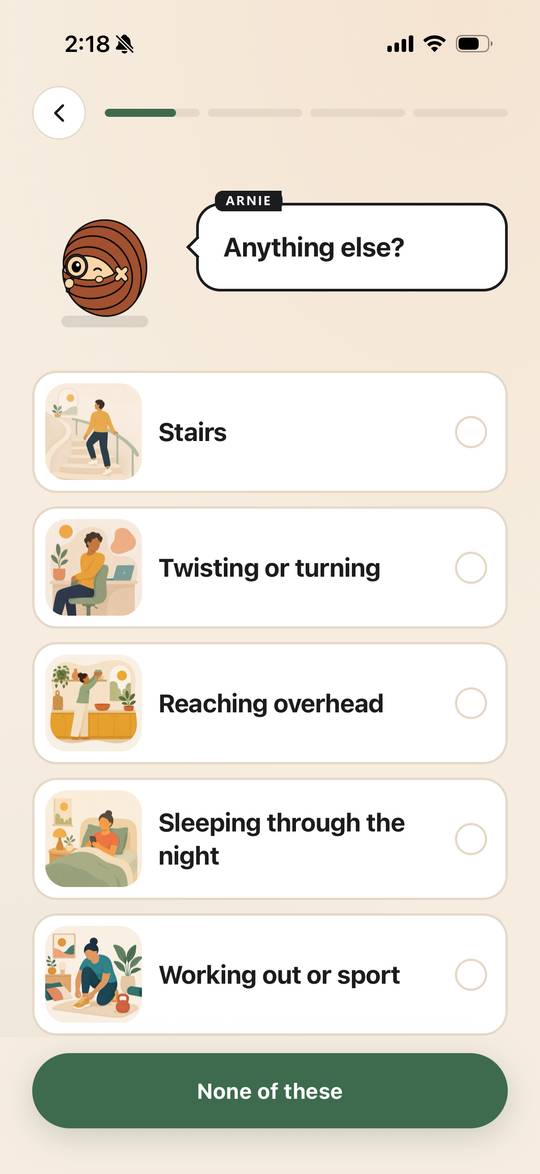 2:18
ARNIE
Anything else?
Stairs
Twisting or turning
Reaching overhead
Sleeping through the
night
Working out or sport
None of these